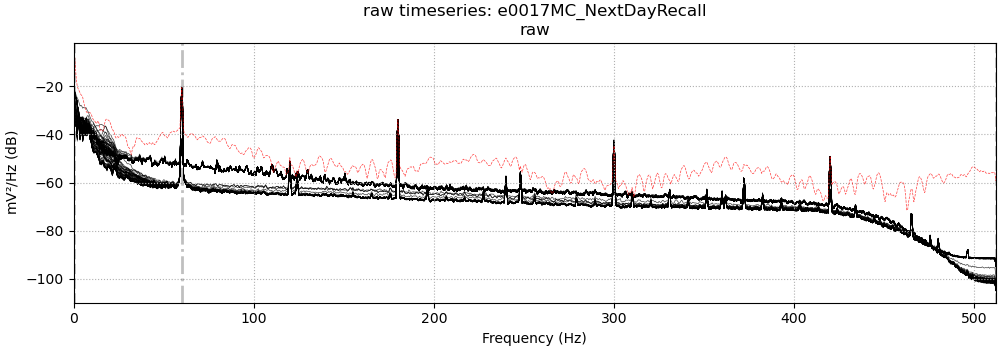 raw timeseries: e0017MC_NextDayRecall
raw
mV²/Hz (dB)
−20
−40
−60
−80
−100
0 100 200 300 400 500
Frequency (Hz)